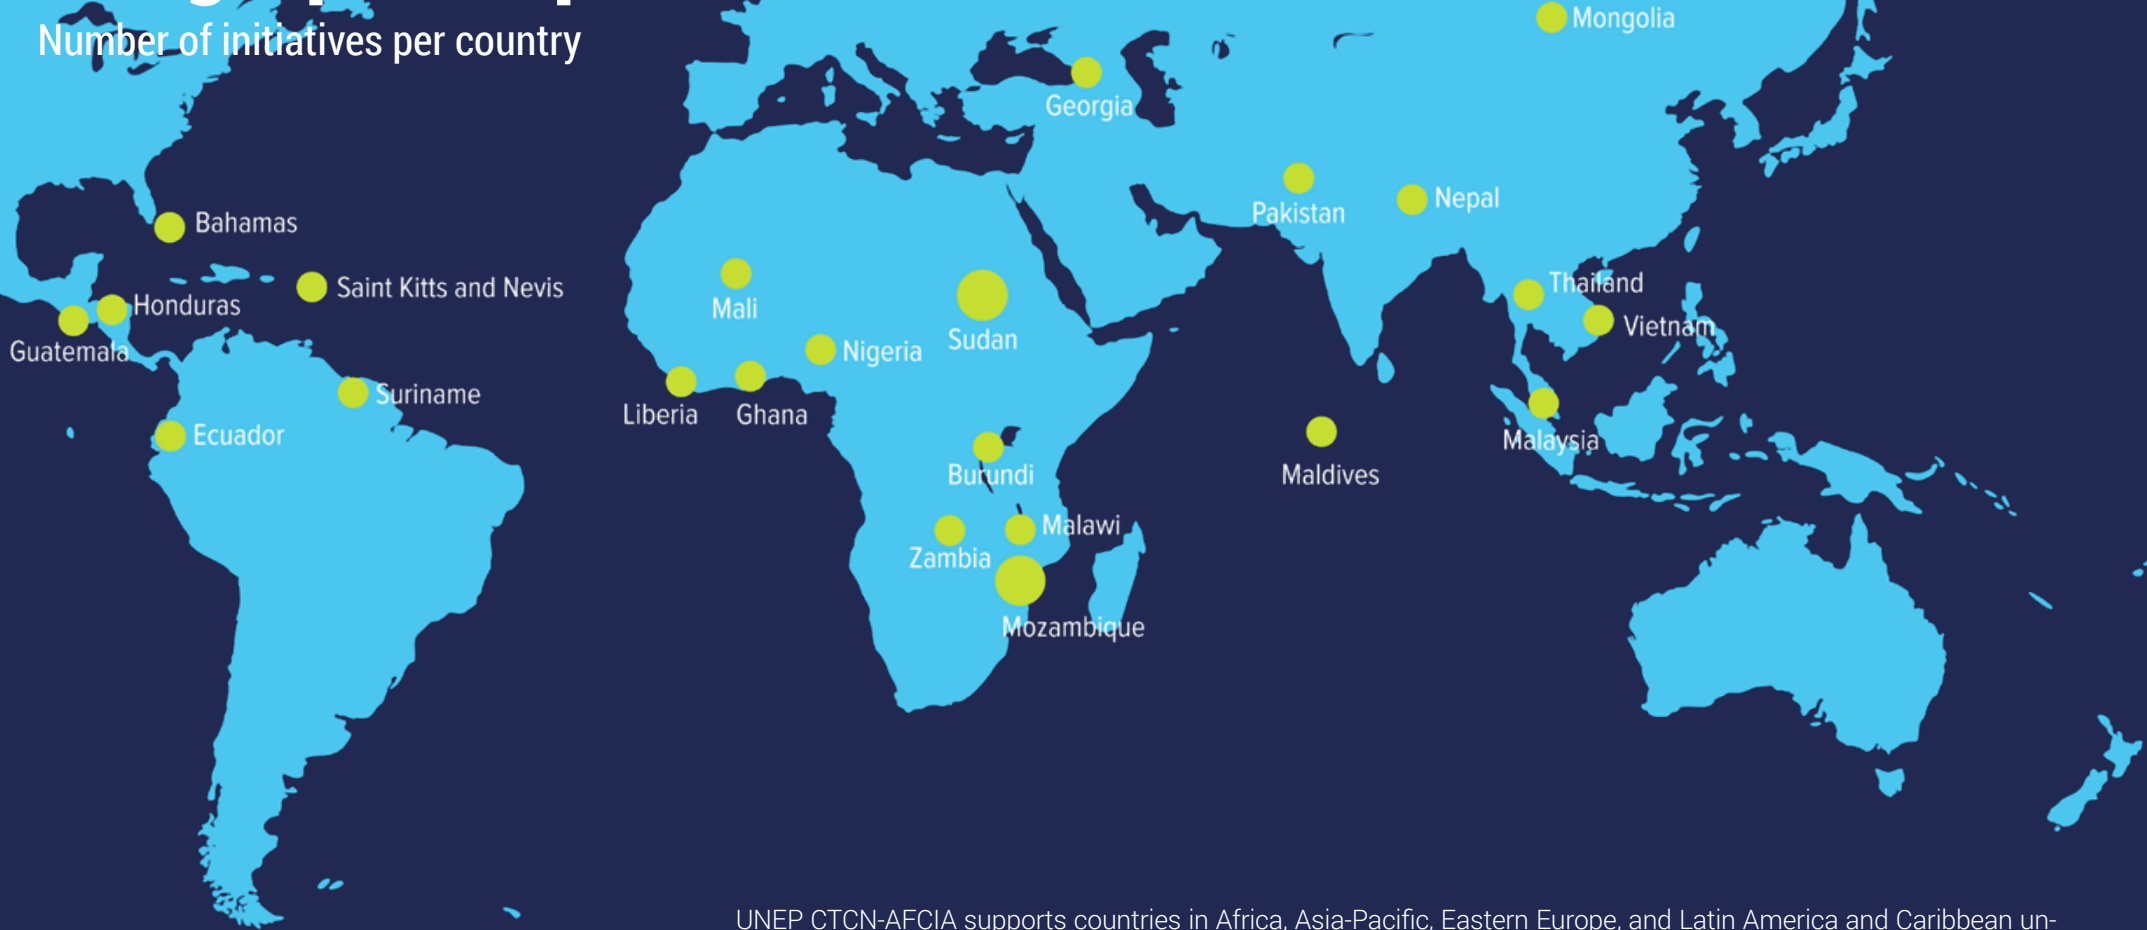 Number of initiatives per country
Mongolia
Georgia
Pakistan
Nepal
Bahamas
Saint Kitts and Nevis
Honduras
Guatemala
Mali
Sudan
Nigeria
Thailand
Vietnam
Suriname
Liberia
Ghana
Ecuador
Malaysia
Burundi
Maldives
Malawi
Zambia
Mozambique
UNEP CTCN-AFCIA supports countries in Africa, Asia-Pacific, Eastern Europe, and Latin America and Caribbean un-